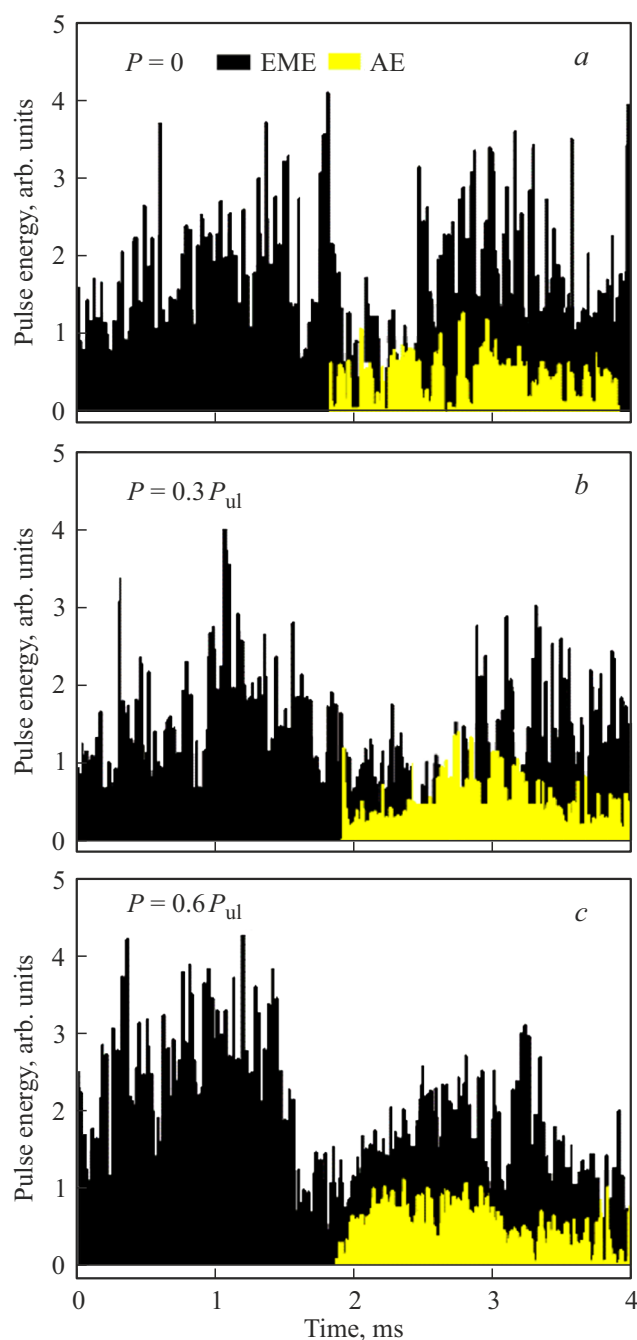 5
P = 0 EME AE a
4
3
2
1
0
Pulse energy, arb. units
5
P = 0.3 Pul b
4
3
2
1
0
Pulse energy, arb. units
5
P = 0.6 Pul c
4
3
2
1
0
Pulse energy, arb. units
0 1 2 3 4
Time, ms